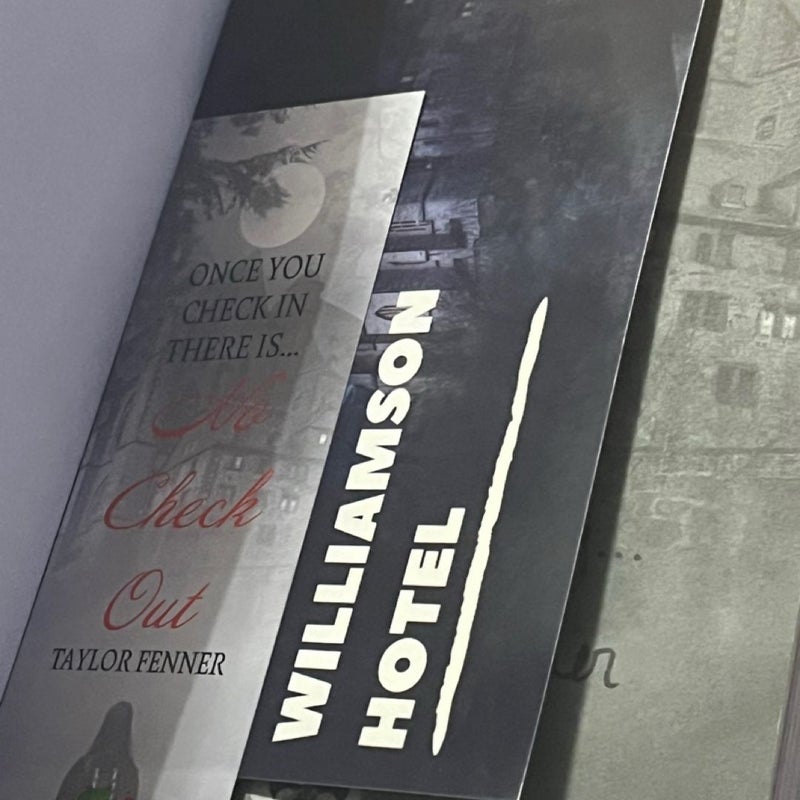 ONCE YOU
CHECK IN
THERE IS...
No
Check
Out
TAYLOR FENNER
WILLIAMSON
HOTEL